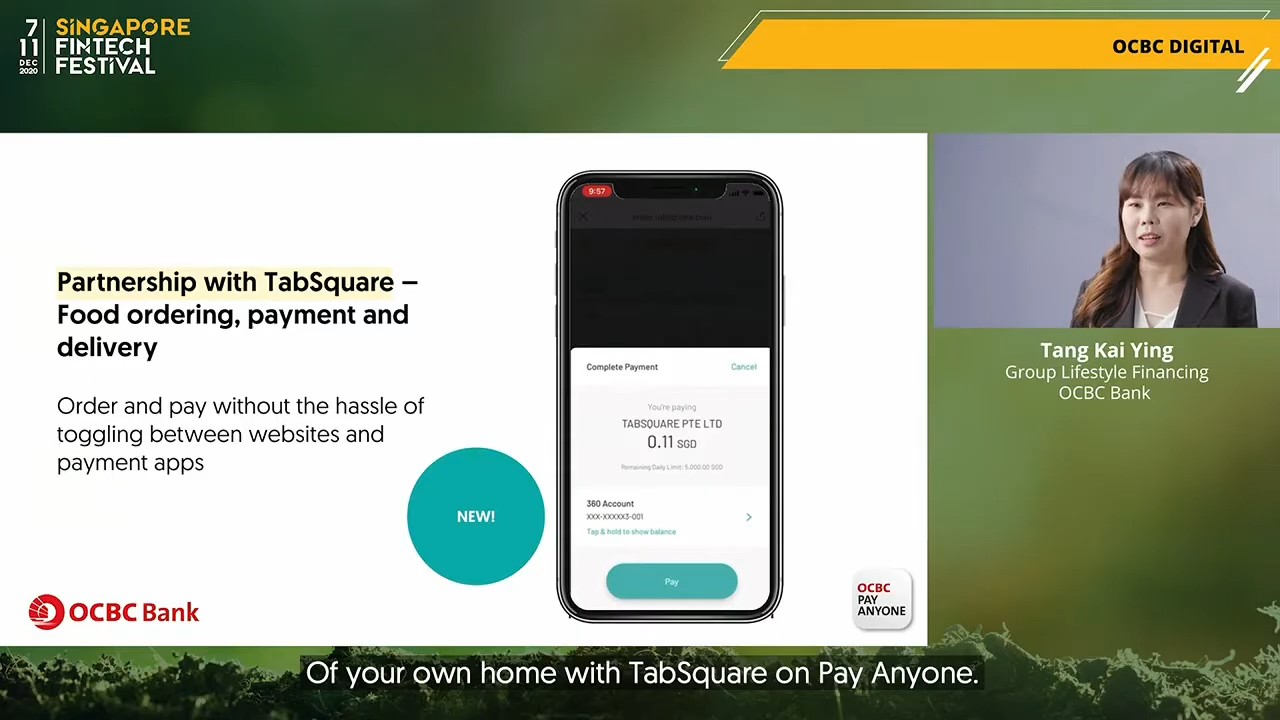 7
11
DEC
2020
SINGAPORE
FINTECH
FESTIVAL
OCBC DIGITAL
Partnership with TabSquare –
Food ordering, payment and
delivery
Order and pay without the hassle of
toggling between websites and
payment apps
NEW!
OCBC Bank
9:57
Complete Payment
Cancel
You're paying
TABSQUARE PTE LTD
0.11 SGD
Remaining Daily Limit: 5,000.00 SGD
360 Account
XXX-XXXXX3-001
Tap & hold to show balance
Pay
OCBC
PAY
ANYONE
Tang Kai Ying
Group Lifestyle Financing
OCBC Bank
Of your own home with TabSquare on Pay Anyone.